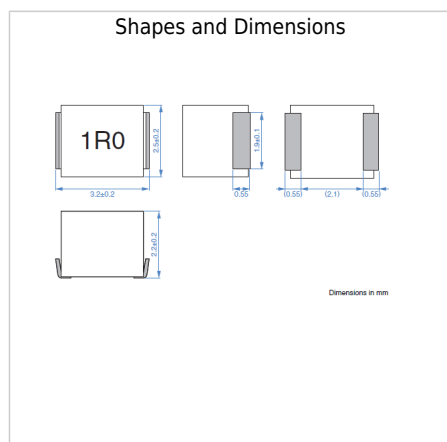 Shapes and Dimensions
1R0
2.5±0.2
3.2±0.2
1.9±0.1
0.55
(0.55)
(2.1)
(0.55)
2.2±0.2
Dimensions in mm